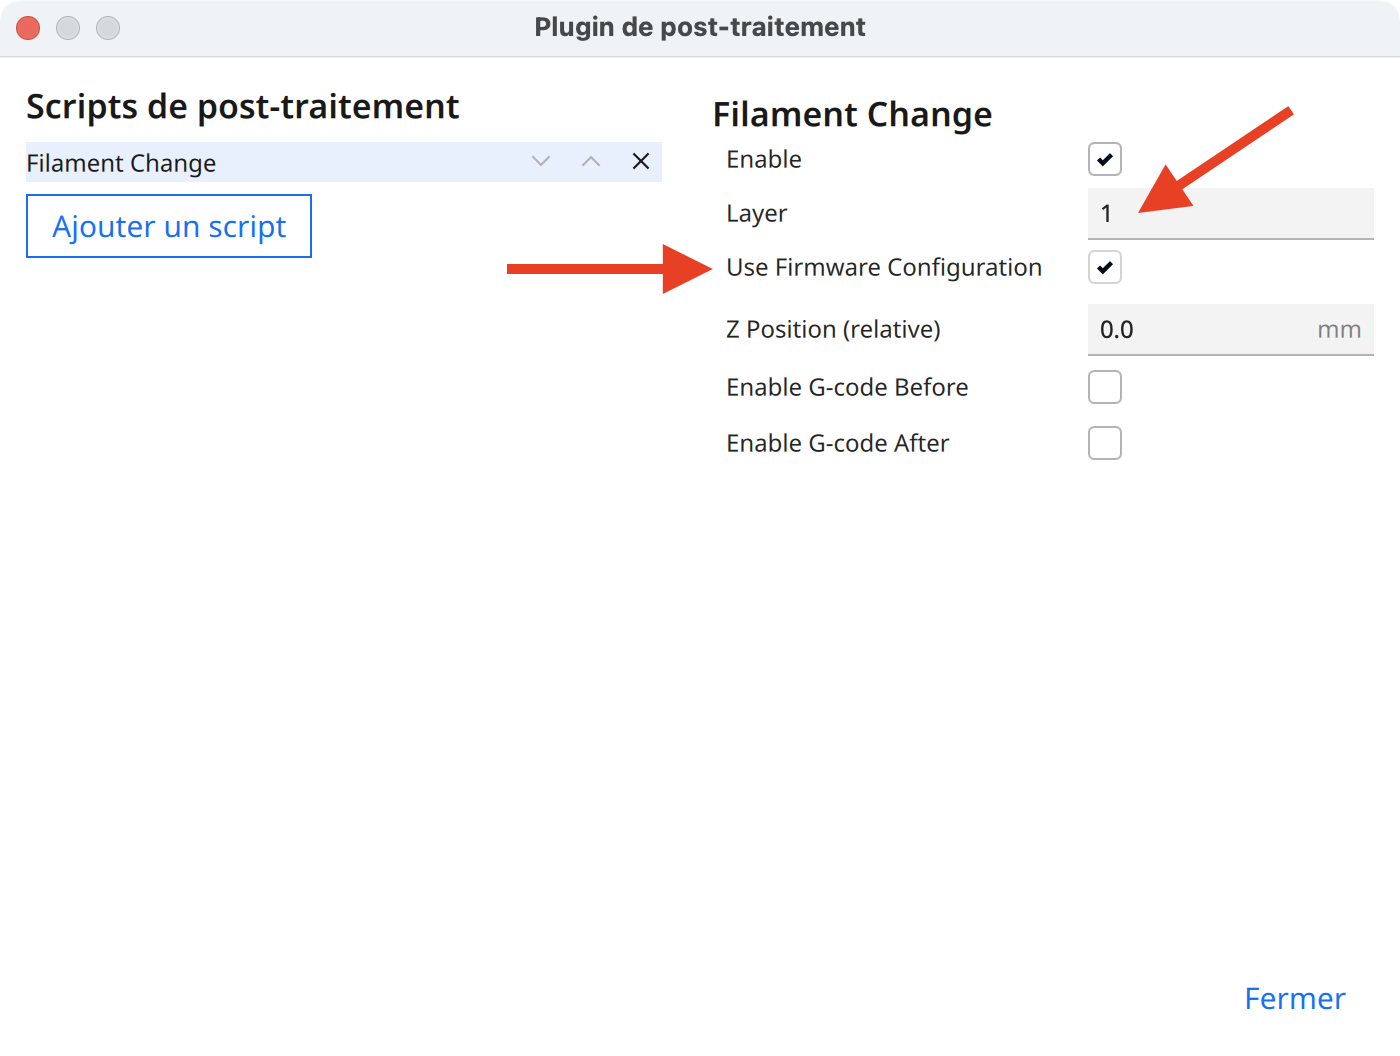 Plugin de post-traitement
Scripts de post-traitement
Filament Change
Ajouter un script
Filament Change
Enable
Layer 1
Use Firmware Configuration
Z Position (relative) 0.0 mm
Enable G-code Before
Enable G-code After
Fermer